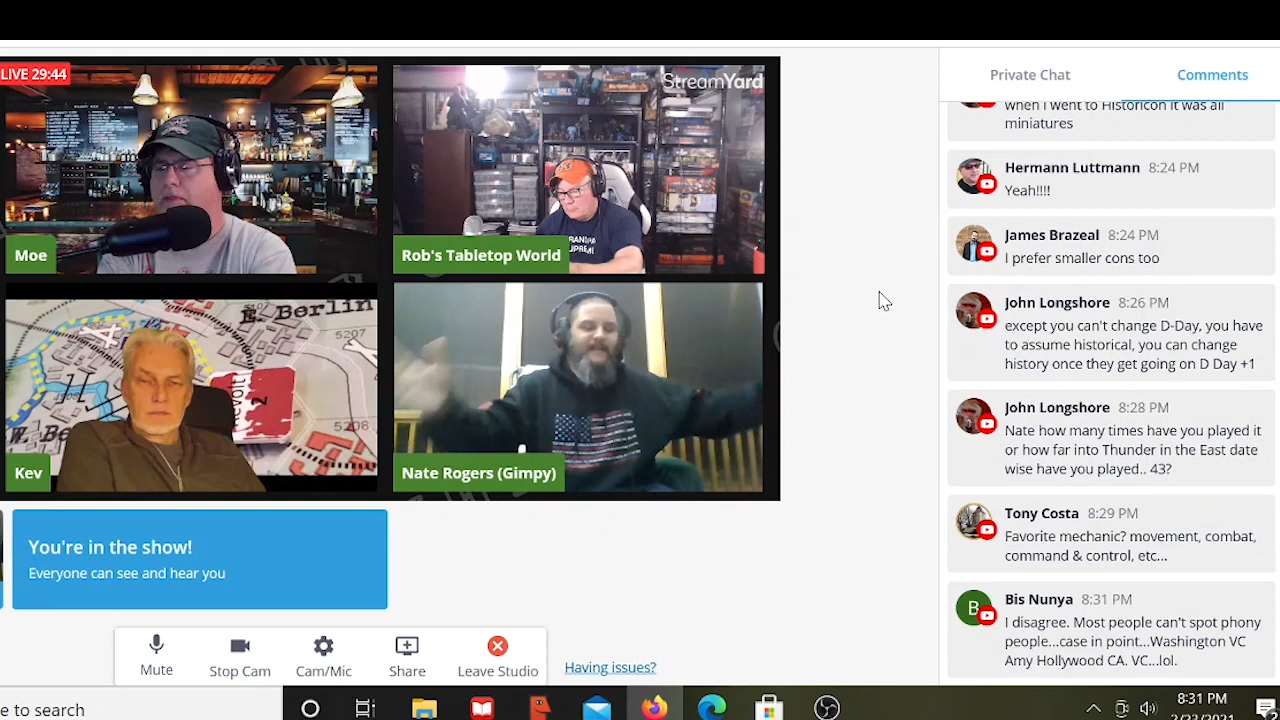 LIVE 29:44
StreamYard
Moe
GRANDPA
SUPREME
Rob's Tabletop World
E. Berlin
5207
5208
Revolt
2
W. Be
Kev
Nate Rogers (Gimpy)
You're in the show!
Everyone can see and hear you
Mute
Stop Cam
Cam/Mic
Share
Leave Studio
Having issues?
Private Chat
Comments
when I went to Historicon it was all
miniatures
Hermann Luttmann 8:24 PM
Yeah!!!!
James Brazeal 8:24 PM
I prefer smaller cons too
John Longshore 8:26 PM
except you can't change D-Day, you have
to assume historical, you can change
history once they get going on D Day +1
John Longshore 8:28 PM
Nate how many times have you played it
or how far into Thunder in the East date
wise have you played.. 43?
Tony Costa 8:29 PM
Favorite mechanic? movement, combat,
command & control, etc...
B
Bis Nunya 8:31 PM
I disagree. Most people can't spot phony
people...case in point...Washington VC
Amy Hollywood CA. VC...lol.
e to search
8:31 PM